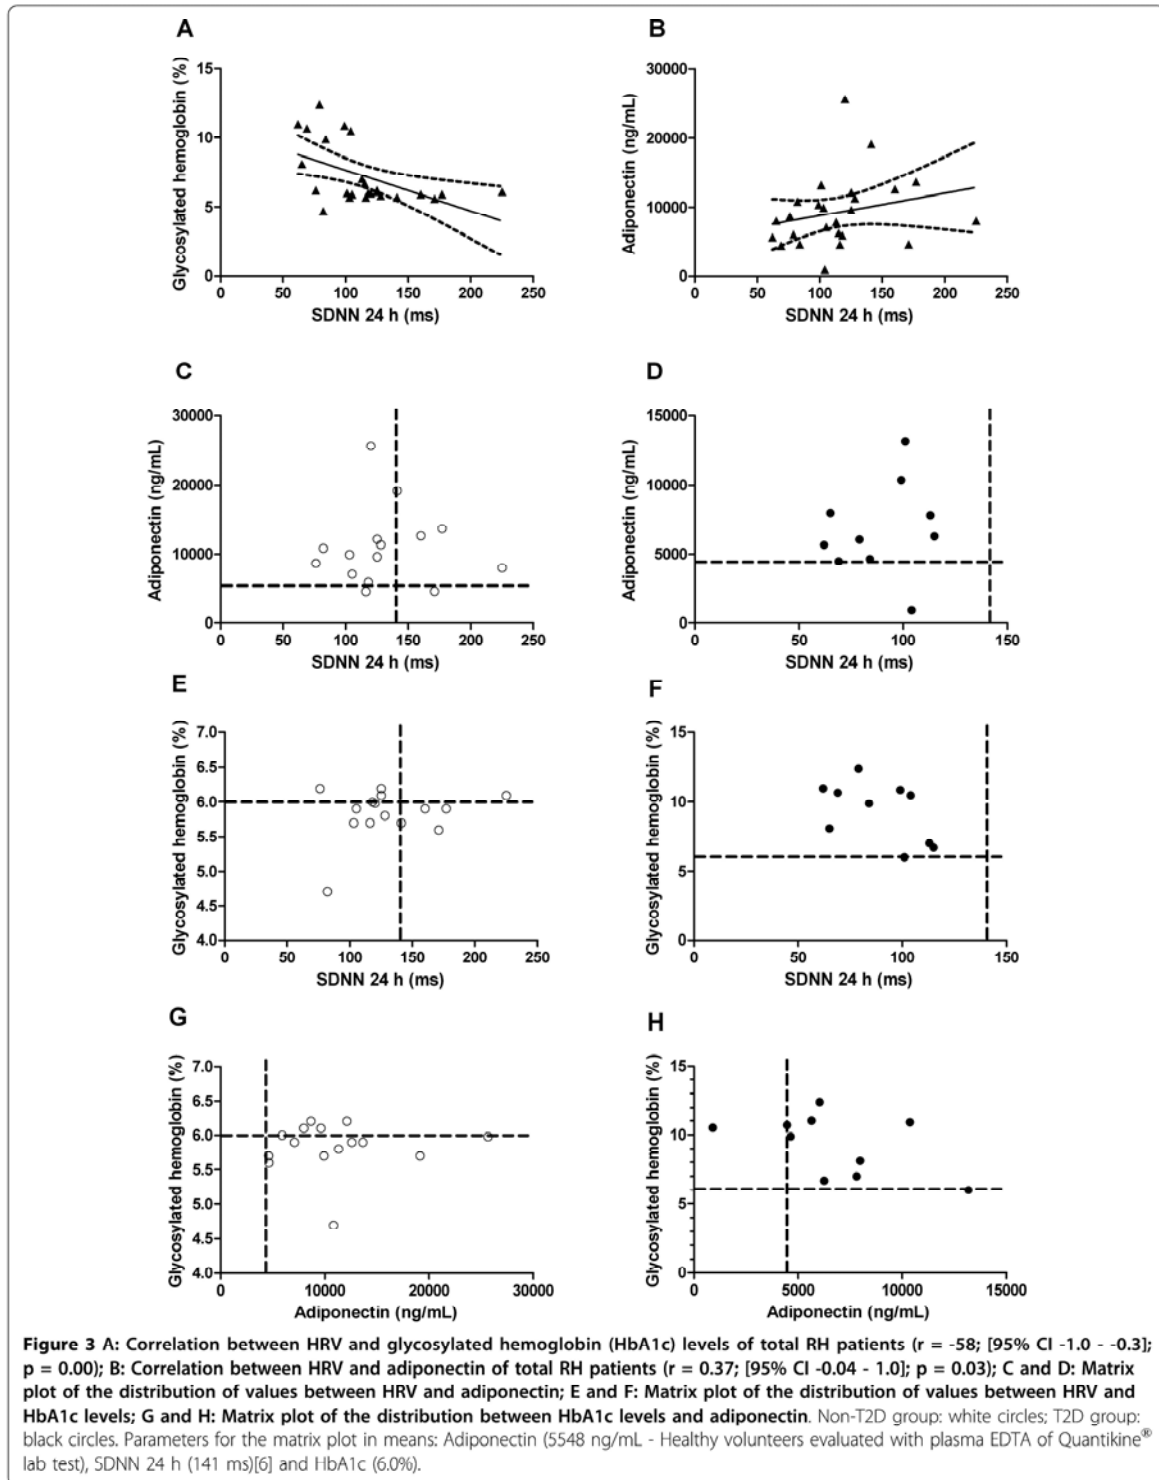 A
B
Glycosylated hemoglobin (%)
15
10
5
0
0 50 100 150 200 250
SDNN 24 h (ms)
Adiponectin (ng/mL)
30000
20000
10000
0
0 50 100 150 200 250
SDNN 24 h (ms)
C
D
Adiponectin (ng/mL)
30000
20000
10000
0
0 50 100 150 200 250
SDNN 24 h (ms)
Adiponectin (ng/mL)
15000
10000
5000
0
0 50 100 150
SDNN 24 h (ms)
E
F
Glycosylated hemoglobin (%)
7.0
6.5
6.0
5.5
5.0
4.5
4.0
0 50 100 150 200 250
SDNN 24 h (ms)
Glycosylated hemoglobin (%)
15
10
5
0
0 50 100 150
SDNN 24 h (ms)
G
H
Glycosylated hemoglobin (%)
7.0
6.5
6.0
5.5
5.0
4.5
4.0
0 10000 20000 30000
Adiponectin (ng/mL)
Glycosylated hemoglobin (%)
15
10
5
0
0 5000 10000 15000
Adiponectin (ng/mL)
Figure 3 A: Correlation between HRV and glycosylated hemoglobin (HbA1c) levels of total RH patients (r = -58; [95% CI -1.0 - -0.3];
p = 0.00); B: Correlation between HRV and adiponectin of total RH patients (r = 0.37; [95% CI -0.04 - 1.0]; p = 0.03); C and D: Matrix
plot of the distribution of values between HRV and adiponectin; E and F: Matrix plot of the distribution of values between HRV and
HbA1c levels; G and H: Matrix plot of the distribution between HbA1c levels and adiponectin. Non-T2D group: white circles; T2D group:
black circles. Parameters for the matrix plot in means: Adiponectin (5548 ng/mL - Healthy volunteers evaluated with plasma EDTA of Quantikine®
lab test), SDNN 24 h (141 ms)[6] and HbA1c (6.0%).